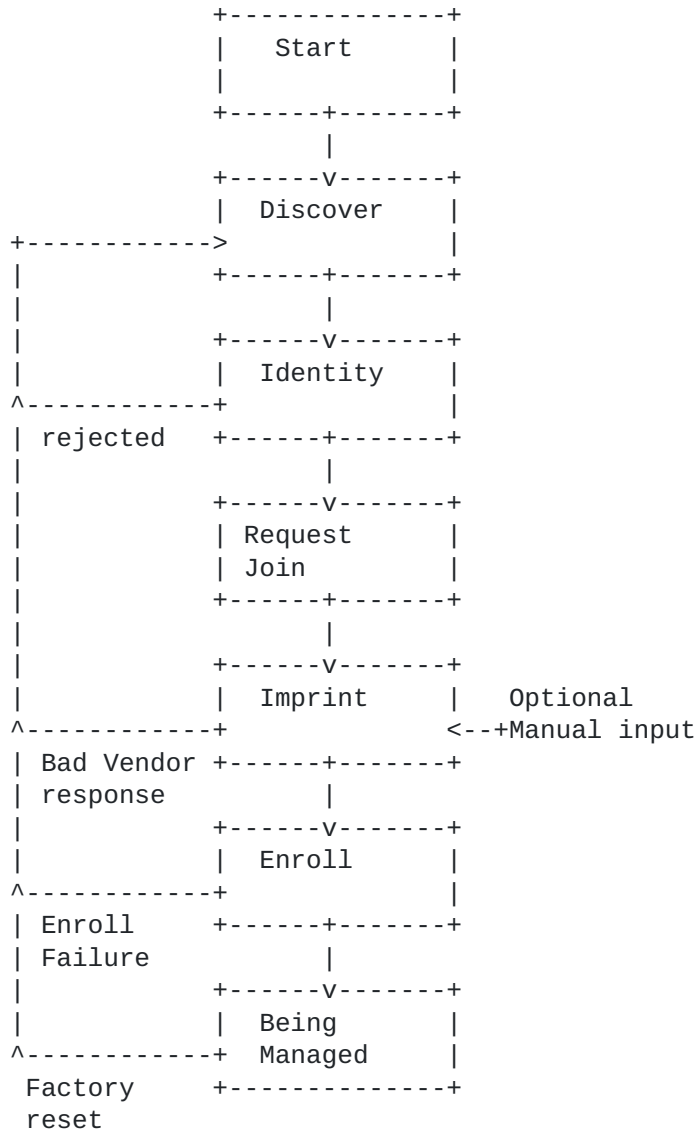 Start
Discover
Identity
rejected
Request
Join
Imprint Optional
Manual input
Bad Vendor
response
Enroll
Enroll
Failure
Being
Managed
Factory
reset